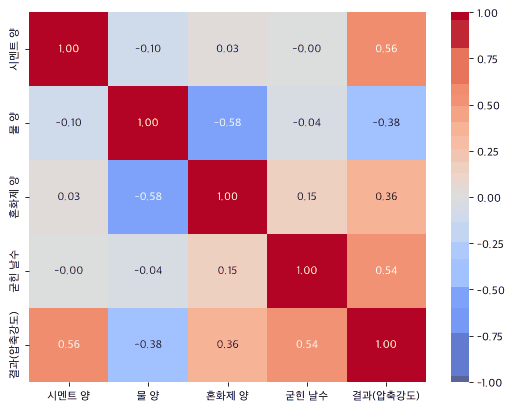 시멘트 양 1.00 -0.10 0.03 -0.00 0.56
물 양 -0.10 1.00 -0.58 -0.04 -0.38
혼화제 양 0.03 -0.58 1.00 0.15 0.36
굳힌 날수 -0.00 -0.04 0.15 1.00 0.54
결과(압축강도) 0.56 -0.38 0.36 0.54 1.00
시멘트 양 물 양 혼화제 양 굳힌 날수 결과(압축강도)
1.00
0.75
0.50
0.25
0.00
-0.25
-0.50
-0.75
-1.00